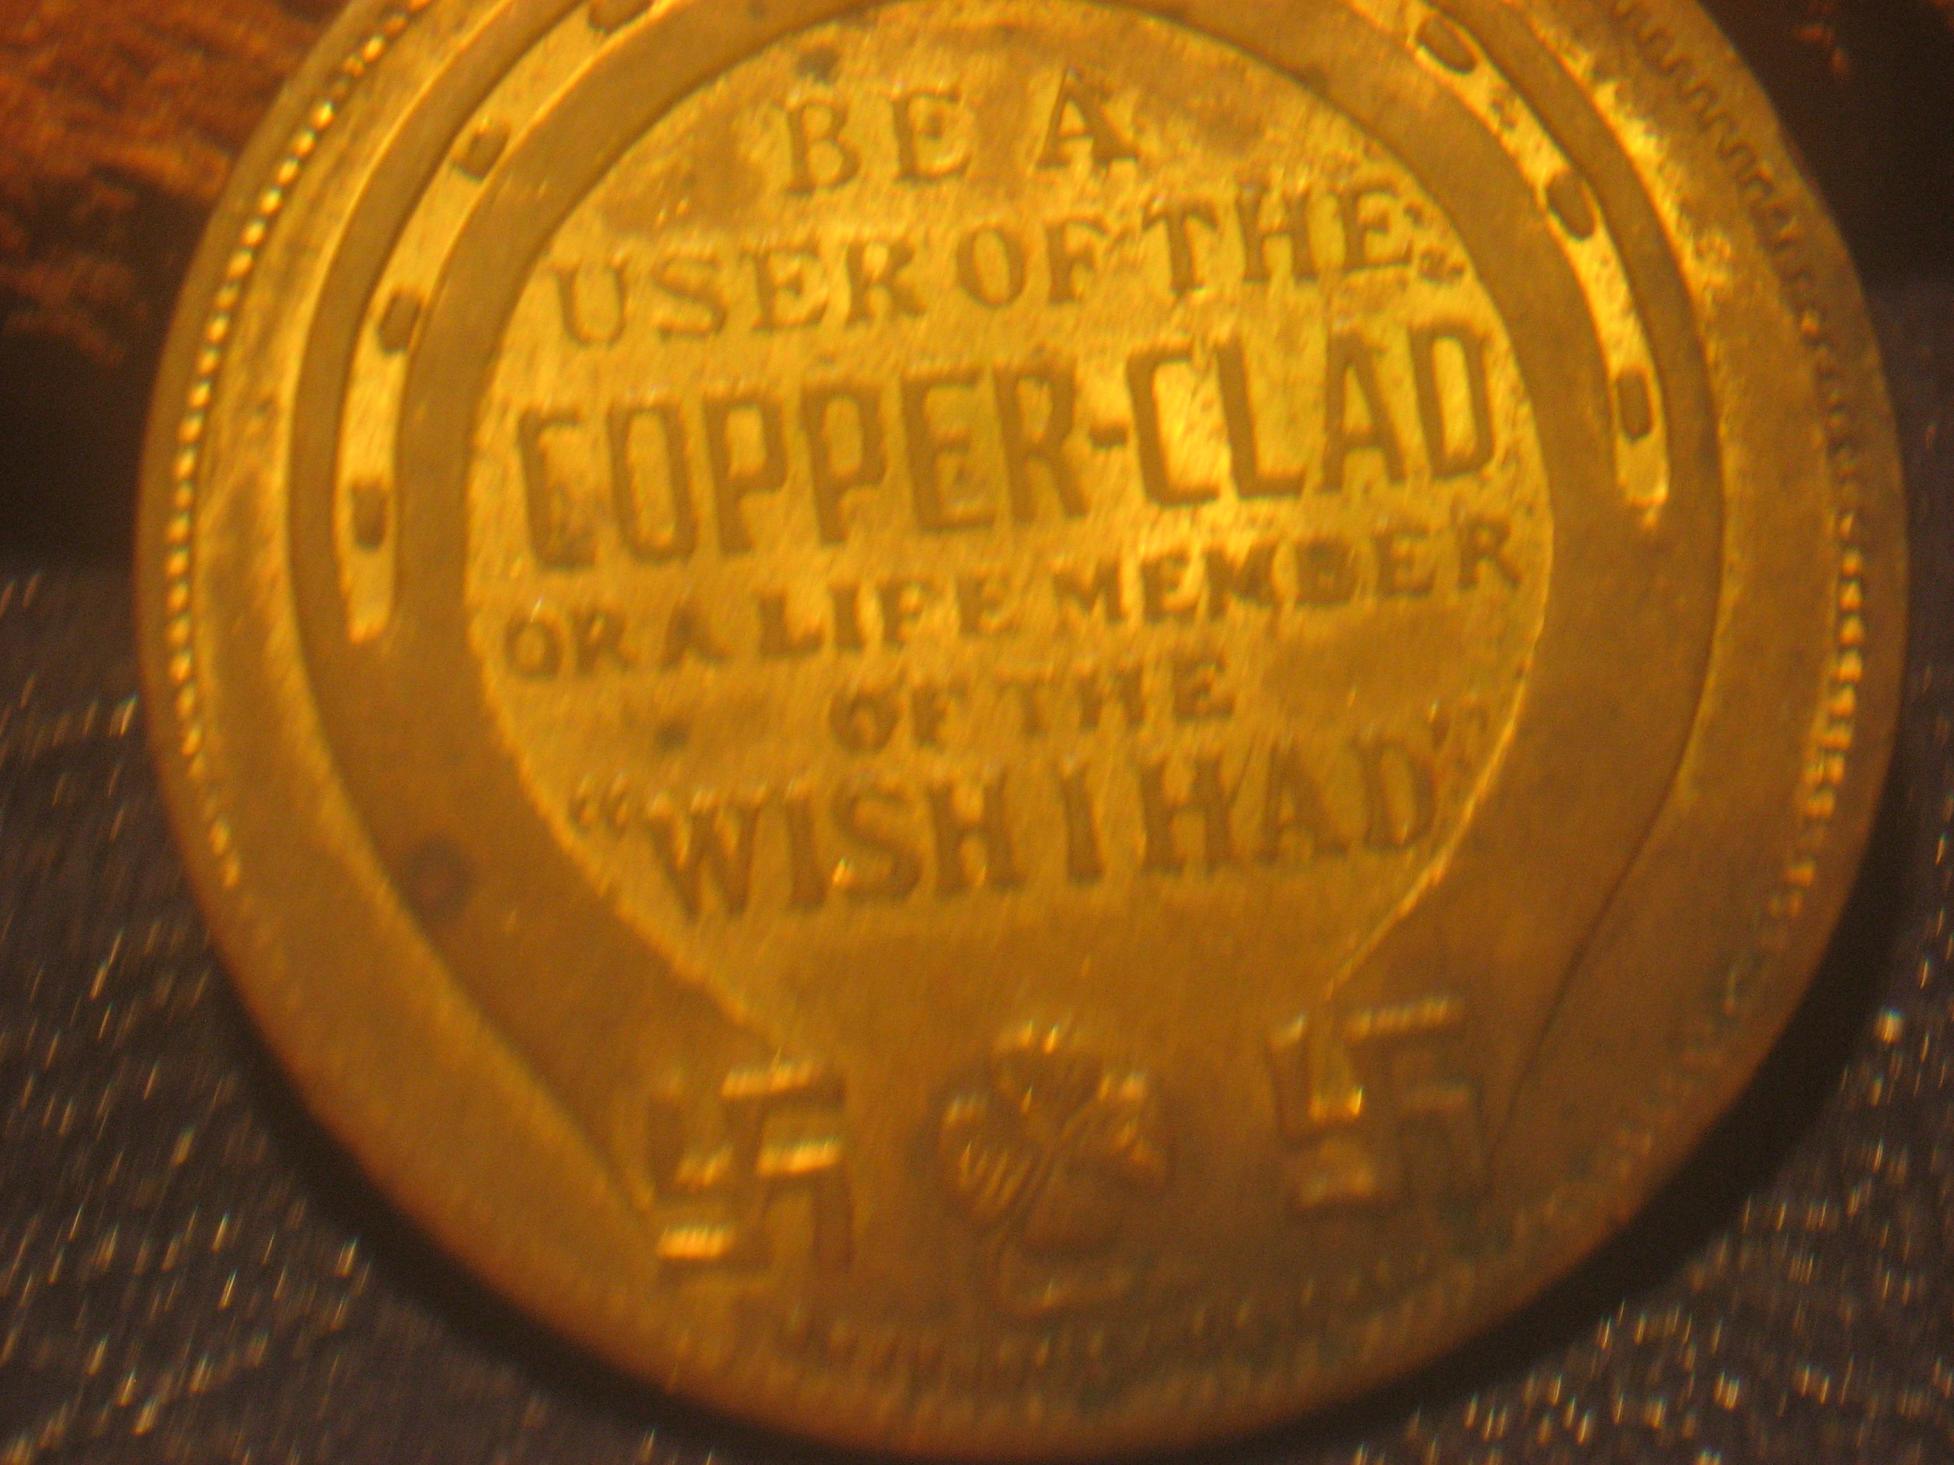 BE A
USER OF THE
COPPER-CLAD
OR A LIFE MEMBER
OF THE
"WISH I HAD"